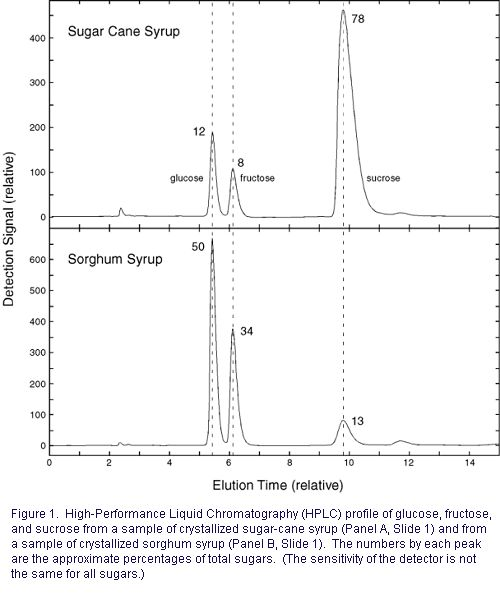 Sugar Cane Syrup
78
400
300
200
12
8
100
glucose
fructose
sucrose
0
Detection Signal (relative)
50
Sorghum Syrup
600
500
34
400
300
200
13
100
0
0 2 4 6 8 10 12 14
Elution Time (relative)
Figure 1. High-Performance Liquid Chromatography (HPLC) profile of glucose, fructose,
and sucrose from a sample of crystallized sugar-cane syrup (Panel A, Slide 1) and from
a sample of crystallized sorghum syrup (Panel B, Slide 1). The numbers by each peak
are the approximate percentages of total sugars. (The sensitivity of the detector is not
the same for all sugars.)